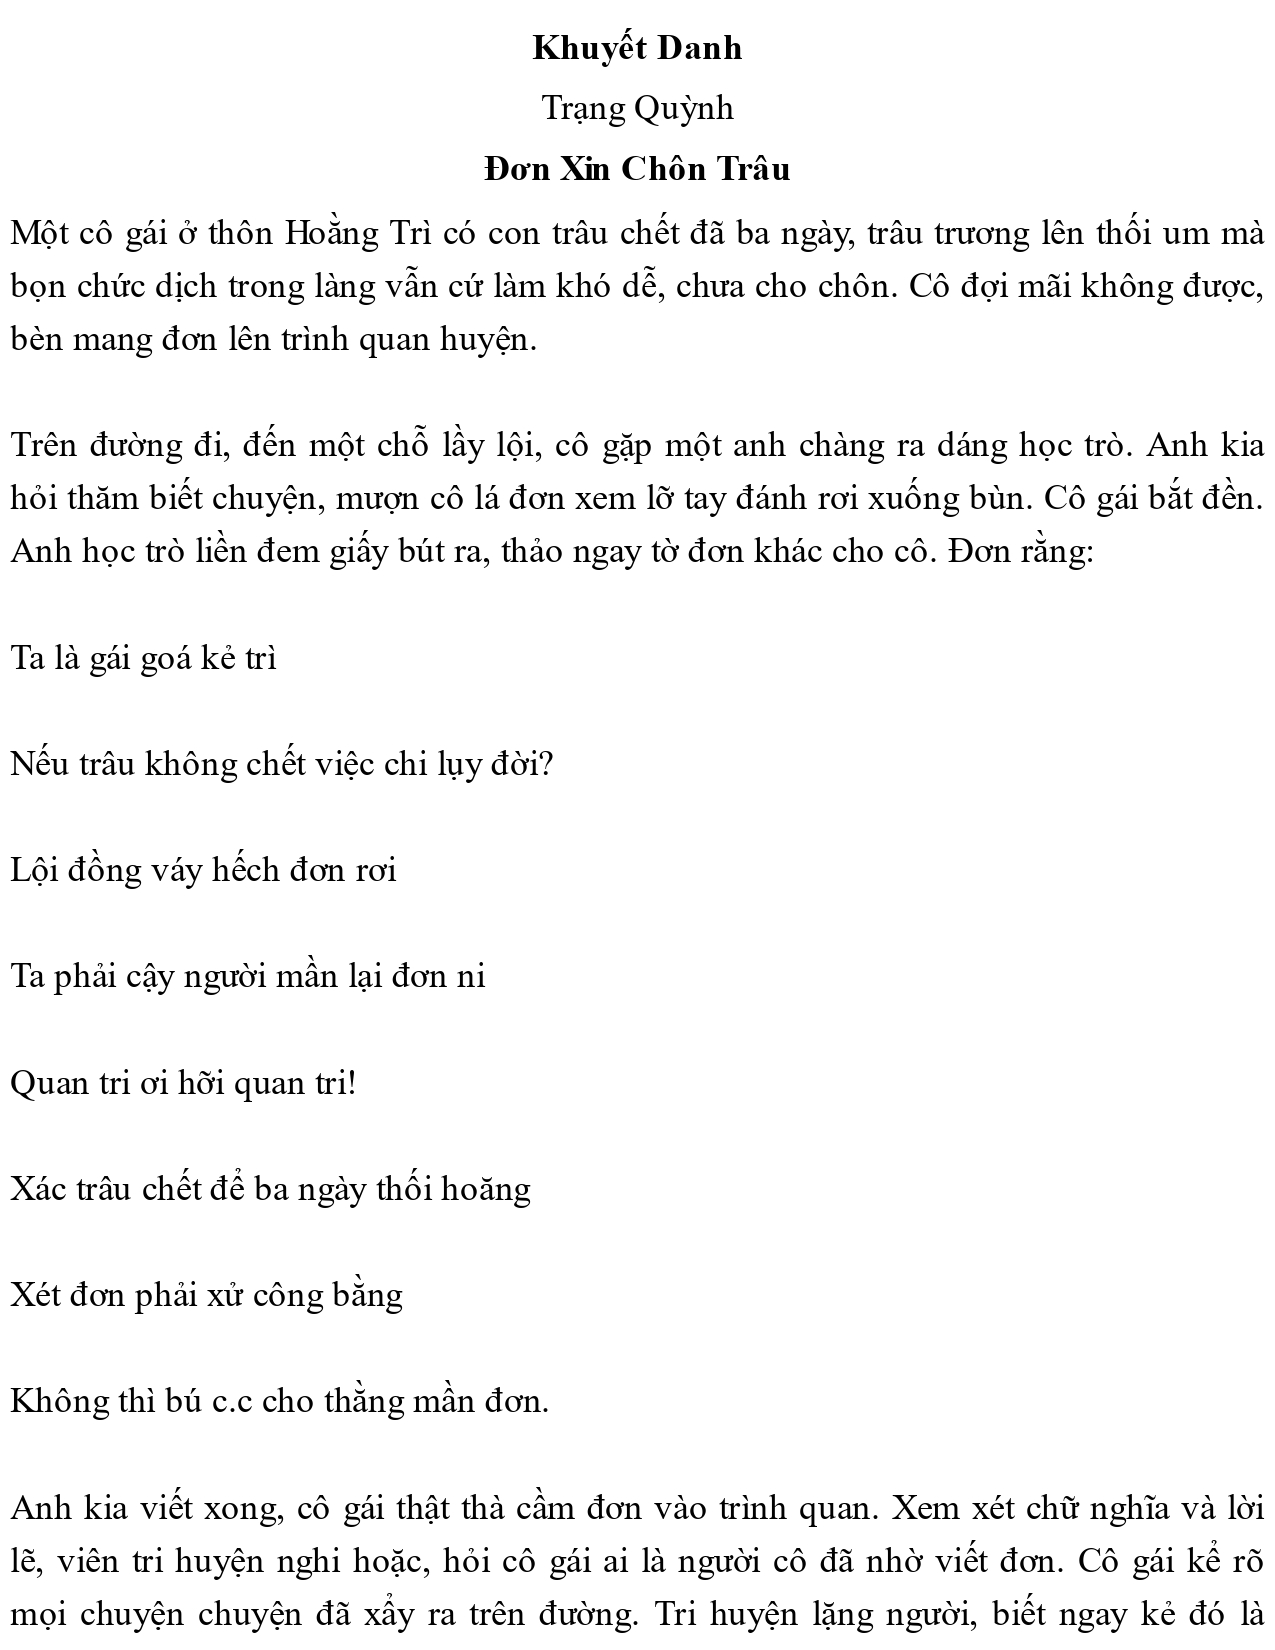 Khuyết Danh
Trạng Quỳnh
Đơn Xin Chôn Trâu
Một cô gái ở thôn Hoằng Trì có con trâu chết đã ba ngày, trâu trương lên thối um mà
bọn chức dịch trong làng vẫn cứ làm khó dễ, chưa cho chôn. Cô đợi mãi không được,
bèn mang đơn lên trình quan huyện.
Trên đường đi, đến một chỗ lầy lội, cô gặp một anh chàng ra dáng học trò. Anh kia
hỏi thăm biết chuyện, mượn cô lá đơn xem lỡ tay đánh rơi xuống bùn. Cô gái bắt đền.
Anh học trò liền đem giấy bút ra, thảo ngay tờ đơn khác cho cô. Đơn rằng:
Ta là gái goá kẻ trì
Nếu trâu không chết việc chi lụy đời?
Lội đồng váy hếch đơn rơi
Ta phải cậy người mần lại đơn ni
Quan tri ơi hỡi quan tri!
Xác trâu chết để ba ngày thối hoăng
Xét đơn phải xử công bằng
Không thì bú c.c cho thằng mần đơn.
Anh kia viết xong, cô gái thật thà cầm đơn vào trình quan. Xem xét chữ nghĩa và lời
lẽ, viên tri huyện nghi hoặc, hỏi cô gái ai là người cô đã nhờ viết đơn. Cô gái kể rõ
mọi chuyện chuyện đã xẩy ra trên đường. Tri huyện lặng người, biết ngay kẻ đó là